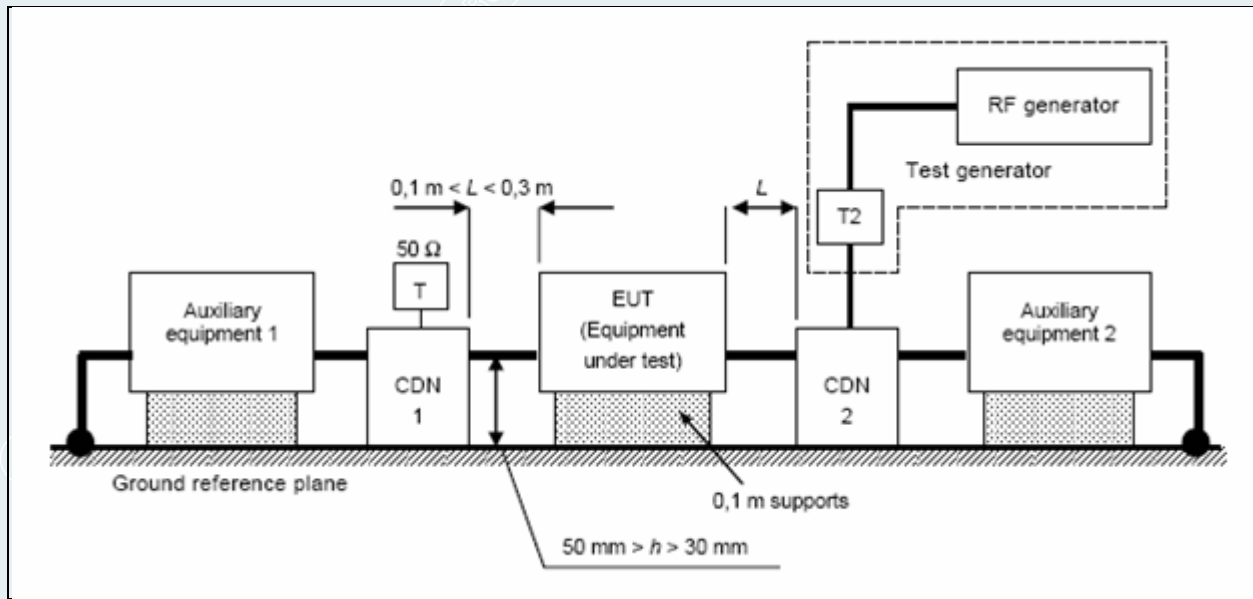 RF generator
Test generator
T2
0,1 m < L < 0,3 m
L
50 Ω
T
Auxiliary
equipment 1
CDN
1
EUT
(Equipment
under test)
CDN
2
Auxiliary
equipment 2
Ground reference plane
0,1 m supports
50 mm > h > 30 mm